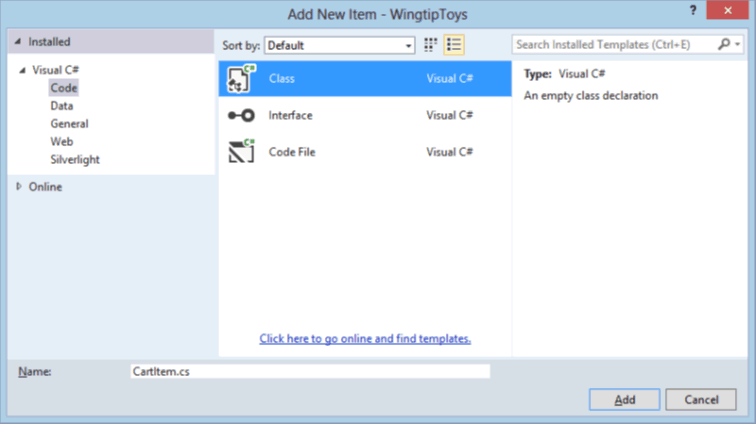 Add New Item - WingtipToys
?
Installed
Sort by: Default
Search Installed Templates (Ctrl+E)
Visual C#
Code
Data
General
Web
Silverlight
Online
C# Class Visual C#
Interface Visual C#
C# Code File Visual C#
Type: Visual C#
An empty class declaration
Click here to go online and find templates.
Name: CartItem.cs
Add Cancel